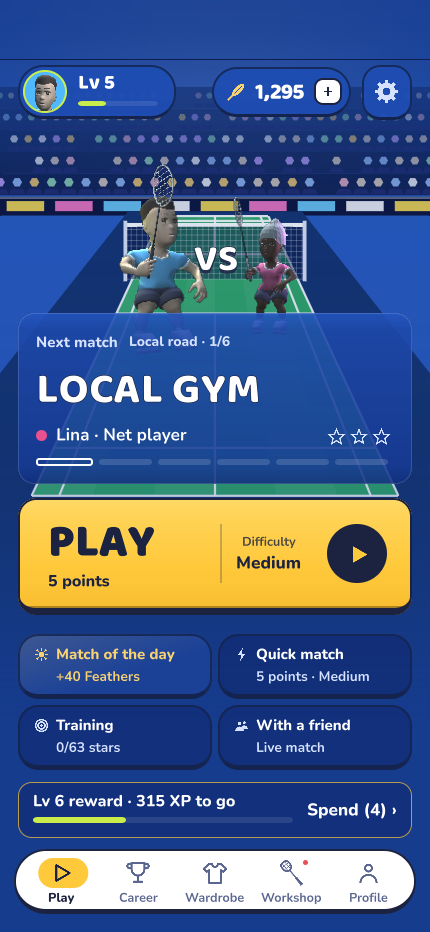 Lv 5
1,295 +
VS
Next match Local road · 1/6
LOCAL GYM
Lina · Net player
PLAY
5 points
Difficulty
Medium
Match of the day
+40 Feathers
Quick match
5 points · Medium
Training
0/63 stars
With a friend
Live match
Lv 6 reward · 315 XP to go
Spend (4) ›
Play
Career
Wardrobe
Workshop
Profile